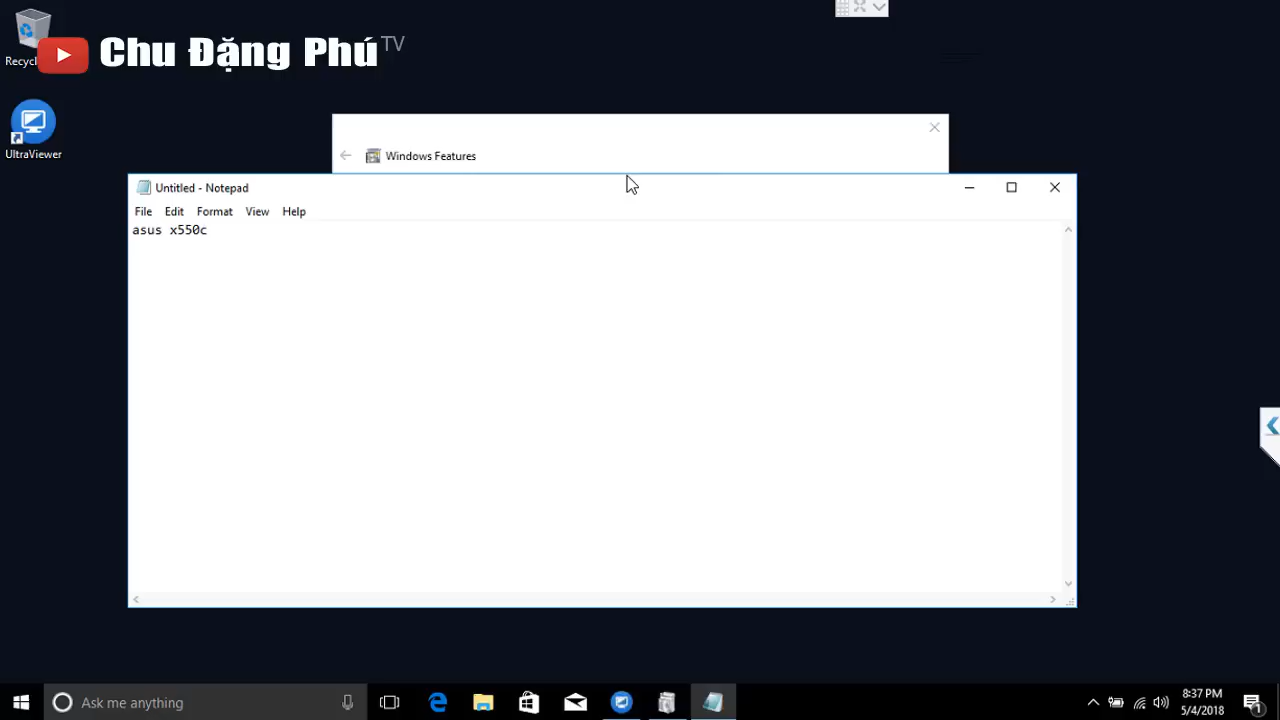 Recycl
Chu Đặng Phú TV
UltraViewer
Windows Features
Untitled - Notepad
File Edit Format View Help
asus x550c
Ask me anything
8:37 PM
5/4/2018
1